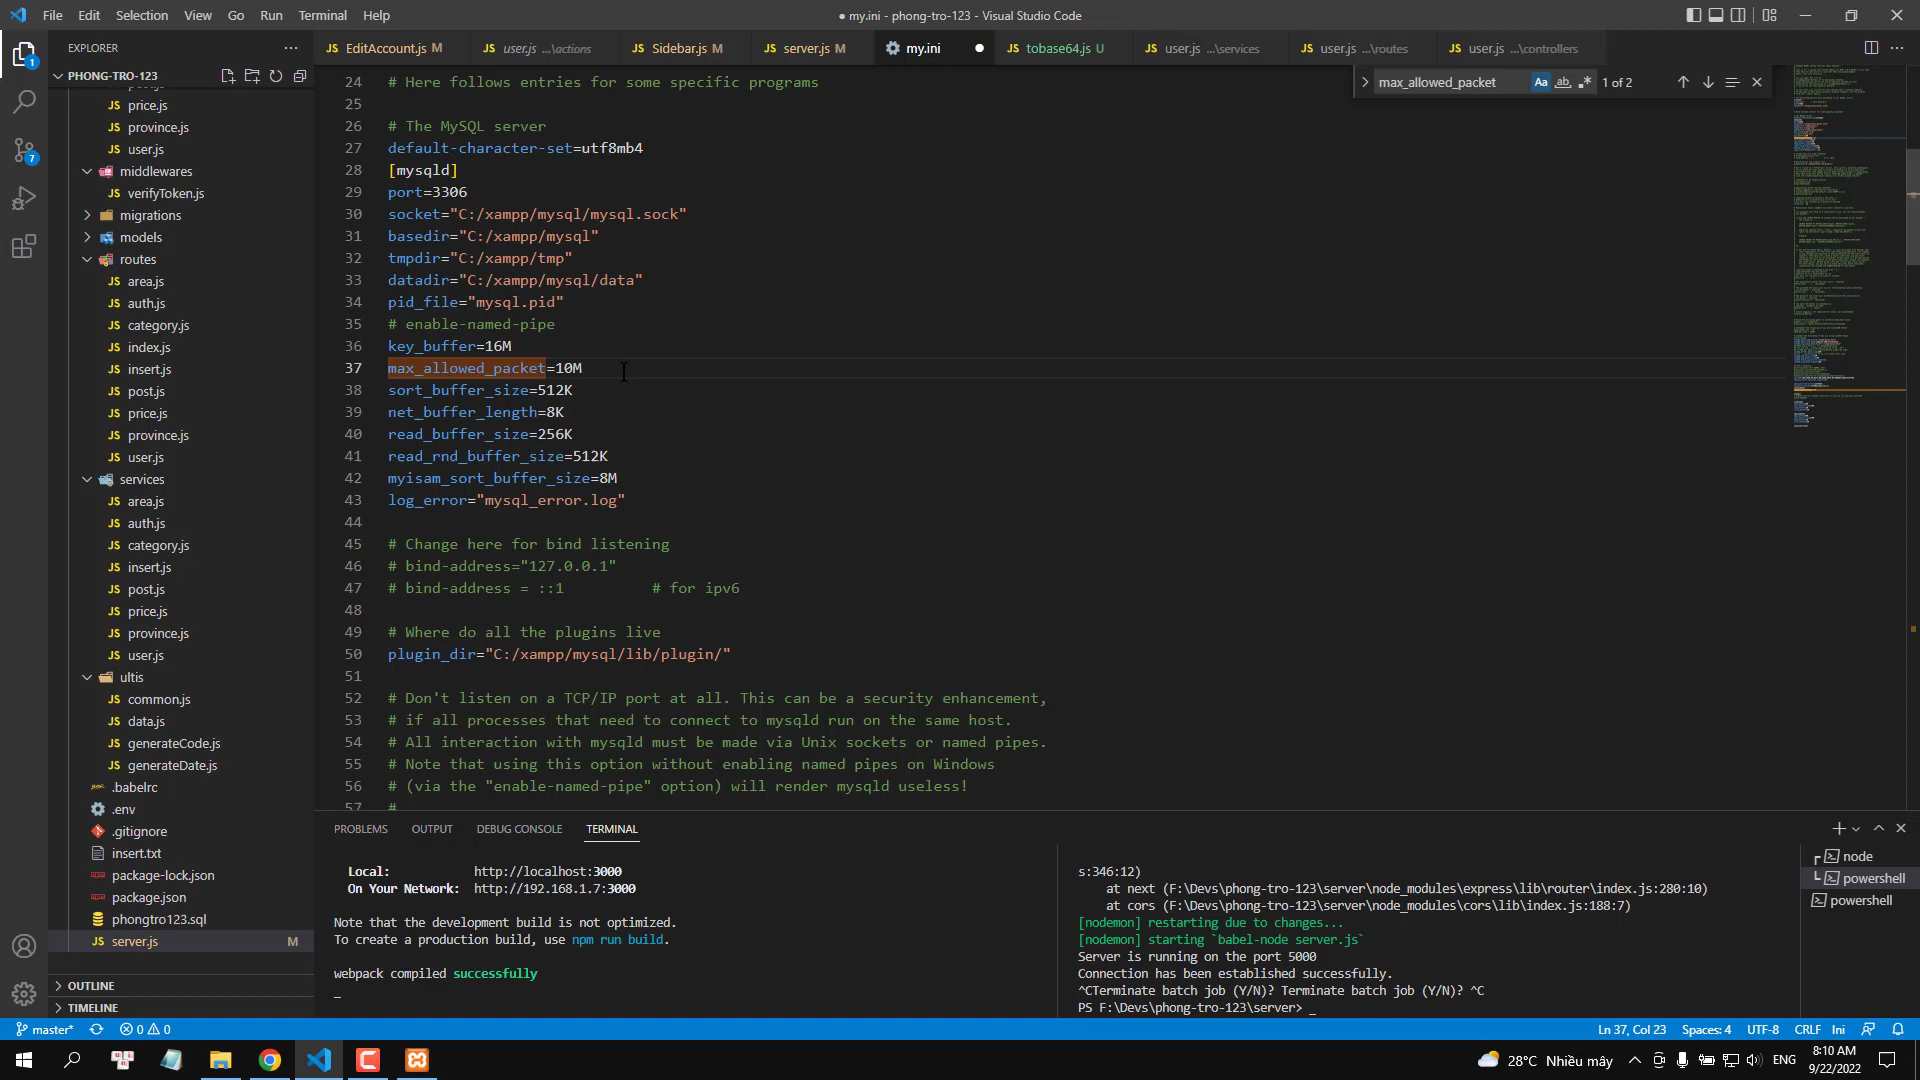 File Edit Selection View Go Run Terminal Help
● my.ini - phong-tro-123 - Visual Studio Code
EXPLORER
EditAccount.js M
user.js ...\actions
Sidebar.js M
server.js M
my.ini
tobase64.js U
user.js ...\services
user.js ...\routes
user.js ...\controllers
PHONG-TRO-123
post.js
price.js
province.js
user.js
middlewares
verifyToken.js
migrations
models
routes
area.js
auth.js
category.js
index.js
insert.js
post.js
price.js
province.js
user.js
services
area.js
auth.js
category.js
insert.js
post.js
price.js
province.js
user.js
ultis
common.js
data.js
generateCode.js
generateDate.js
.babelrc
.env
.gitignore
insert.txt
package-lock.json
package.json
phongtro123.sql
server.js M
OUTLINE
TIMELINE
max_allowed_packet Aa ab .* 1 of 2
24 # Here follows entries for some specific programs
25
26 # The MySQL server
27 default-character-set=utf8mb4
28 [mysqld]
29 port=3306
30 socket="C:/xampp/mysql/mysql.sock"
31 basedir="C:/xampp/mysql"
32 tmpdir="C:/xampp/tmp"
33 datadir="C:/xampp/mysql/data"
34 pid_file="mysql.pid"
35 # enable-named-pipe
36 key_buffer=16M
37 max_allowed_packet=10M
38 sort_buffer_size=512K
39 net_buffer_length=8K
40 read_buffer_size=256K
41 read_rnd_buffer_size=512K
42 myisam_sort_buffer_size=8M
43 log_error="mysql_error.log"
44
45 # Change here for bind listening
46 # bind-address="127.0.0.1"
47 # bind-address = ::1 # for ipv6
48
49 # Where do all the plugins live
50 plugin_dir="C:/xampp/mysql/lib/plugin/"
51
52 # Don't listen on a TCP/IP port at all. This can be a security enhancement,
53 # if all processes that need to connect to mysqld run on the same host.
54 # All interaction with mysqld must be made via Unix sockets or named pipes.
55 # Note that using this option without enabling named pipes on Windows
56 # (via the "enable-named-pipe" option) will render mysqld useless!
57 #
PROBLEMS OUTPUT DEBUG CONSOLE TERMINAL
Local: http://localhost:3000
On Your Network: http://192.168.1.7:3000
Note that the development build is not optimized.
To create a production build, use npm run build.
webpack compiled successfully
s:346:12)
at next (F:\Devs\phong-tro-123\server\node_modules\express\lib\router\index.js:280:10)
at cors (F:\Devs\phong-tro-123\server\node_modules\cors\lib\index.js:188:7)
[nodemon] restarting due to changes...
[nodemon] starting `babel-node server.js`
Server is running on the port 5000
Connection has been established successfully.
^CTerminate batch job (Y/N)? Terminate batch job (Y/N)? ^C
PS F:\Devs\phong-tro-123\server> _
node
powershell
powershell
master* 0 0
Ln 37, Col 23 Spaces: 4 UTF-8 CRLF Ini
28°C Nhiều mây
ENG
8:10 AM
9/22/2022